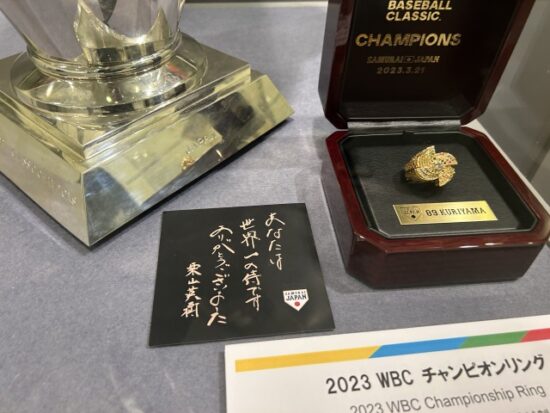 BASEBALL
CLASSIC™
CHAMPIONS
SAMURAI JAPAN
2023.3.21
89 KURIYAMA
あなたは
世界一の侍です
ありがとうございました
栗山英樹
SAMURAI
JAPAN
2023 WBC チャンピオンリング
2023 WBC Championship Ring